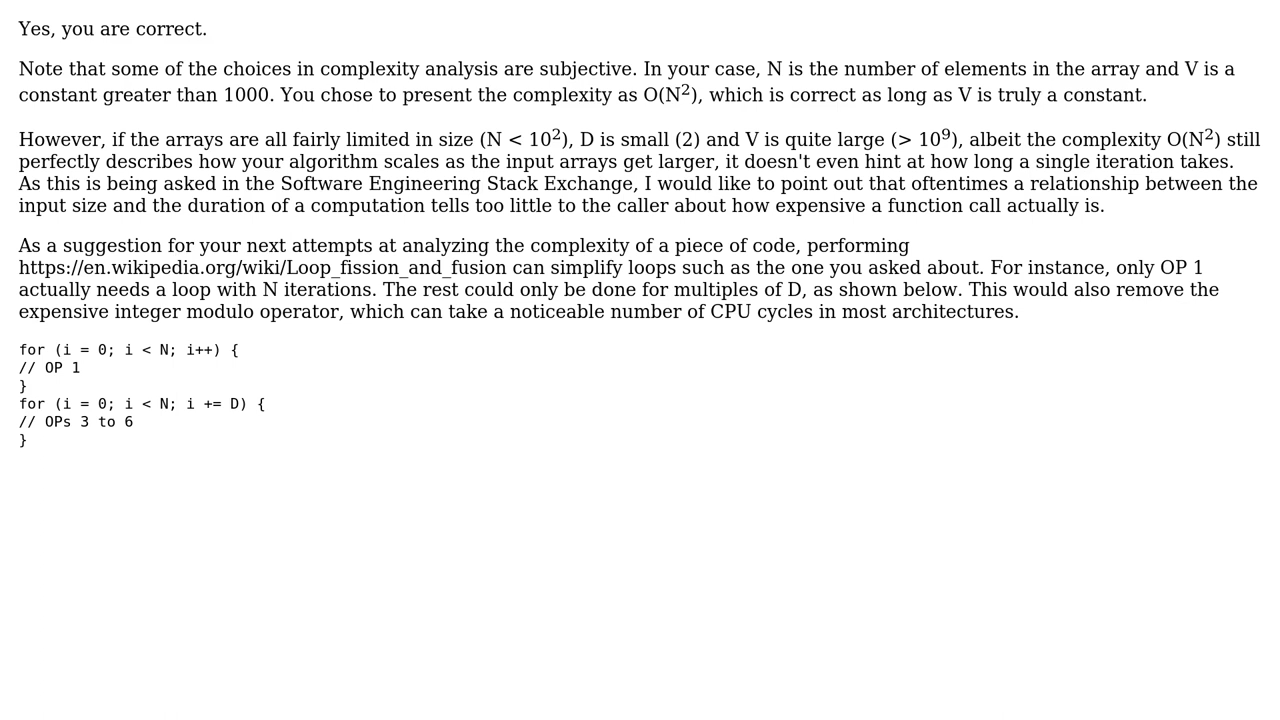 Yes, you are correct.
Note that some of the choices in complexity analysis are subjective. In your case, N is the number of elements in the array and V is a
constant greater than 1000. You chose to present the complexity as O(N²), which is correct as long as V is truly a constant.
However, if the arrays are all fairly limited in size (N < 10²), D is small (2) and V is quite large (> 10⁹), albeit the complexity O(N²) still
perfectly describes how your algorithm scales as the input arrays get larger, it doesn't even hint at how long a single iteration takes.
As this is being asked in the Software Engineering Stack Exchange, I would like to point out that oftentimes a relationship between the
input size and the duration of a computation tells too little to the caller about how expensive a function call actually is.
As a suggestion for your next attempts at analyzing the complexity of a piece of code, performing
https://en.wikipedia.org/wiki/Loop_fission_and_fusion can simplify loops such as the one you asked about. For instance, only OP 1
actually needs a loop with N iterations. The rest could only be done for multiples of D, as shown below. This would also remove the
expensive integer modulo operator, which can take a noticeable number of CPU cycles in most architectures.
for (i = 0; i < N; i++) {
// OP 1
}
for (i = 0; i < N; i += D) {
// OPs 3 to 6
}